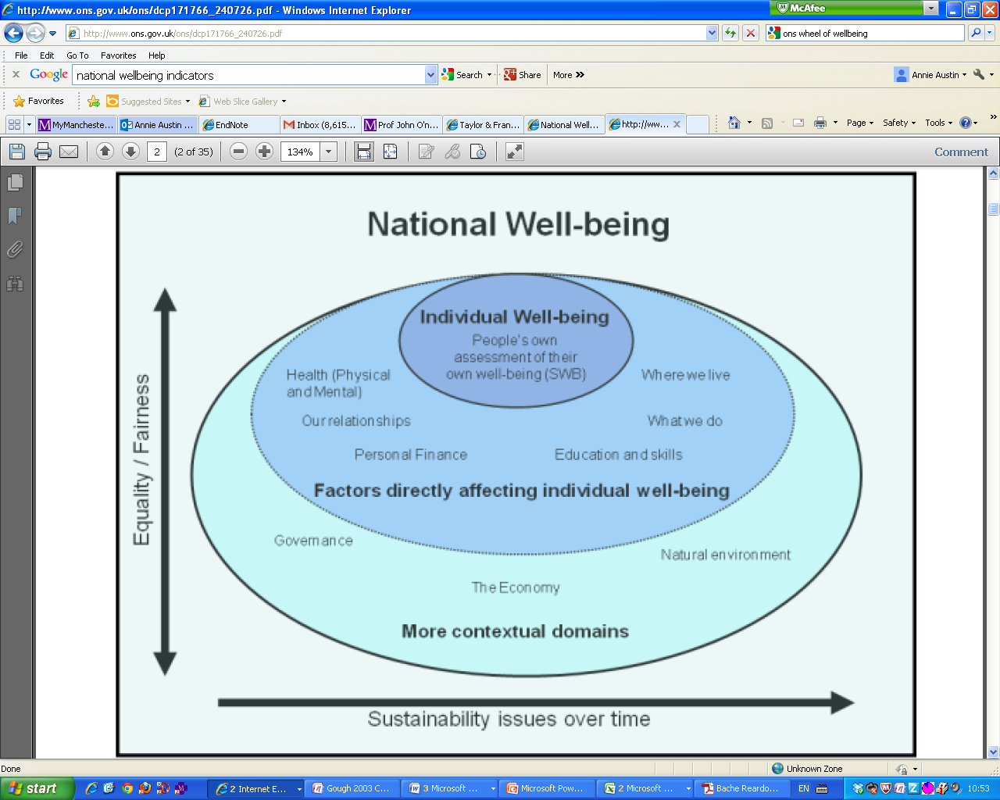 http://www.ons.gov.uk/ons/dcp171766_240726.pdf - Windows Internet Explorer
McAfee
http://www.ons.gov.uk/ons/dcp171766_240726.pdf
ons wheel of wellbeing
File Edit Go To Favorites Help
x Google national wellbeing indicators Search Share More » Annie Austin
Favorites Suggested Sites Web Slice Gallery
MyMancheste... Annie Austin ... EndNote Inbox (8,615... Prof John O'n... Taylor & Fran... National Well... http://ww... x Page Safety Tools »
2 (2 of 35) 134% Comment
National Well-being
Individual Well-being
People's own
assessment of their
own well-being (SWB)
Health (Physical
and Mental)
Where we live
Our relationships
What we do
Personal Finance
Education and skills
Factors directly affecting individual well-being
Governance
Natural environment
The Economy
More contextual domains
Equality / Fairness
Sustainability issues over time
Done Unknown Zone
start 2 Internet E... Gough 2003 C... 3 Microsoft ... Microsoft Pow... 2 Microsoft ... Bache Reardo... EN 10:53